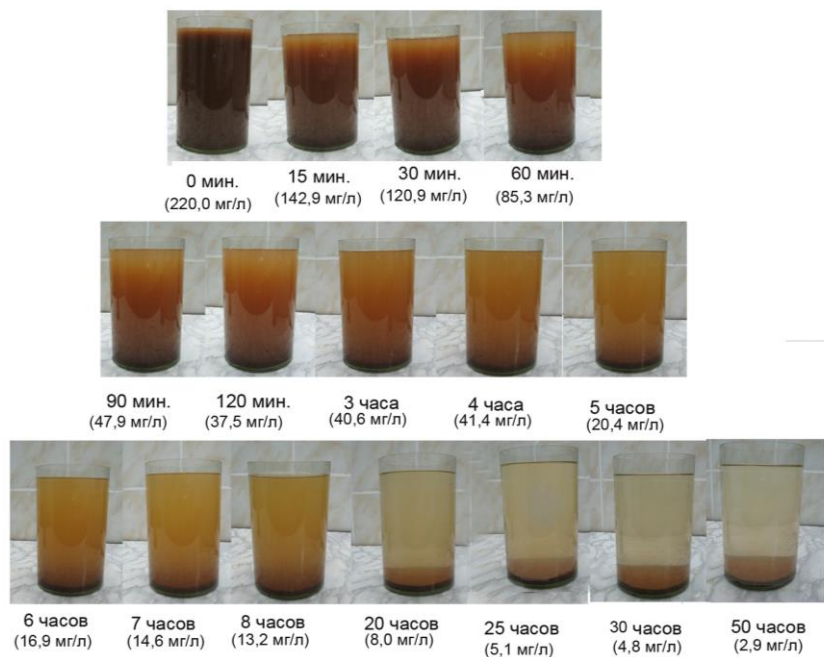 0 мин. 15 мин. 30 мин. 60 мин.
(220,0 мг/л) (142,9 мг/л) (120,9 мг/л) (85,3 мг/л)
90 мин. 120 мин. 3 часа 4 часа 5 часов
(47,9 мг/л) (37,5 мг/л) (40,6 мг/л) (41,4 мг/л) (20,4 мг/л)
6 часов 7 часов 8 часов 20 часов 25 часов 30 часов 50 часов
(16,9 мг/л) (14,6 мг/л) (13,2 мг/л) (8,0 мг/л) (5,1 мг/л) (4,8 мг/л) (2,9 мг/л)